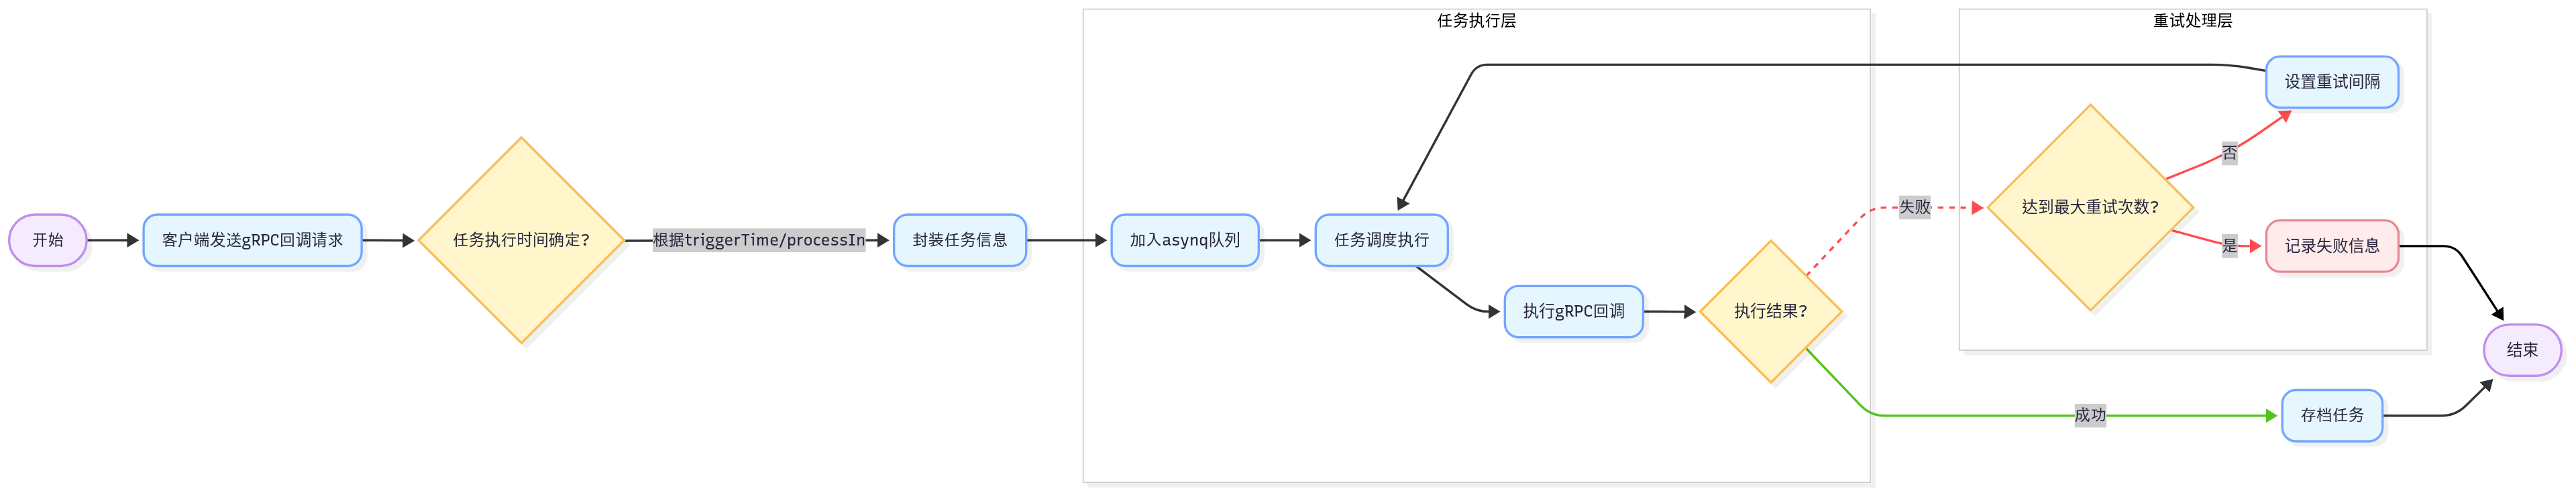 开始
客户端发送gRPC回调请求
任务执行时间确定?
根据triggerTime/processIn
封装任务信息
任务执行层
加入asynq队列
任务调度执行
执行gRPC回调
执行结果?
失败
成功
重试处理层
达到最大重试次数?
否
是
设置重试间隔
记录失败信息
存档任务
结束